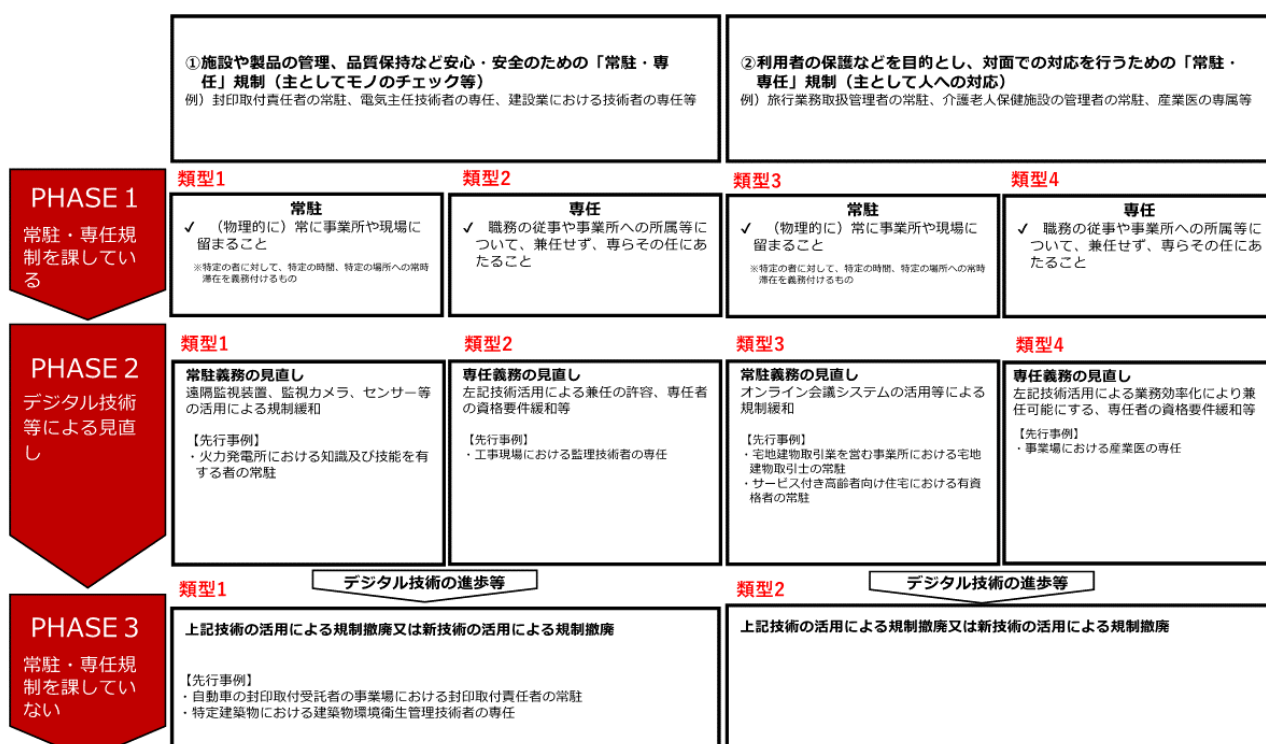 ①施設や製品の管理、品質保持など安心・安全のための「常駐・専
任」規制（主としてモノのチェック等）
例）封印取付責任者の常駐、電気主任技術者の専任、建設業における技術者の専任等
②利用者の保護などを目的とし、対面での対応を行うための「常駐・
専任」規制（主として人への対応）
例）旅行業務取扱管理者の常駐、介護老人保健施設の管理者の常駐、産業医の専属等
PHASE 1
常駐・専任規
制を課してい
る
類型1
常駐
✓ （物理的に）常に事業所や現場に
留まること
※特定の者に対して、特定の時間、特定の場所への常時
滞在を義務付けるもの
類型2
専任
✓ 職務の従事や事業所への所属等に
ついて、兼任せず、専らその任にあ
たること
類型3
常駐
✓ （物理的に）常に事業所や現場に
留まること
※特定の者に対して、特定の時間、特定の場所への常時
滞在を義務付けるもの
類型4
専任
✓ 職務の従事や事業所への所属等に
ついて、兼任せず、専らその任にあ
たること
PHASE 2
デジタル技術
等による見直
し
類型1
常駐義務の見直し
遠隔監視装置、監視カメラ、センサー等
の活用による規制緩和
【先行事例】
・火力発電所における知識及び技能を有
する者の常駐
類型2
専任義務の見直し
左記技術活用による兼任の許容、専任者
の資格要件緩和等
【先行事例】
・工事現場における監理技術者の専任
類型3
常駐義務の見直し
オンライン会議システムの活用等による
規制緩和
【先行事例】
・宅地建物取引業を営む事業所における宅地
建物取引士の常駐
・サービス付き高齢者向け住宅における有資
格者の常駐
類型4
専任義務の見直し
左記技術活用による業務効率化により兼
任可能にする、専任者の資格要件緩和等
【先行事例】
・事業場における産業医の専任
デジタル技術の進歩等
デジタル技術の進歩等
PHASE 3
常駐・専任規
制を課してい
ない
類型1
上記技術の活用による規制撤廃又は新技術の活用による規制撤廃
【先行事例】
・自動車の封印取付受託者の事業場における封印取付責任者の常駐
・特定建築物における建築物環境衛生管理技術者の専任
類型2
上記技術の活用による規制撤廃又は新技術の活用による規制撤廃